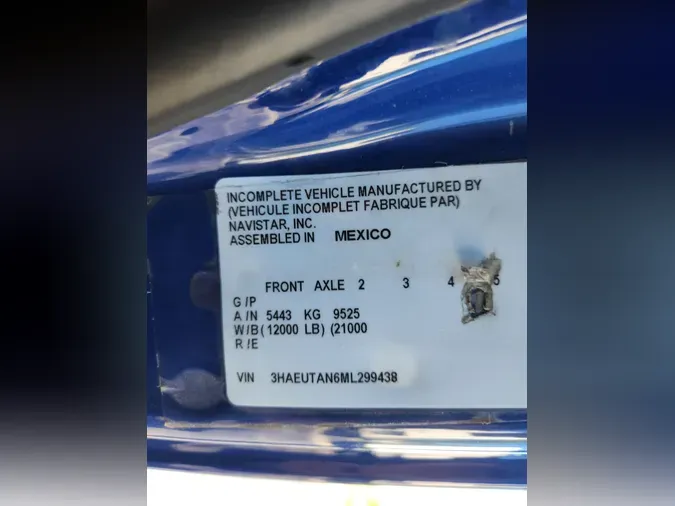 INCOMPLETE VEHICLE MANUFACTURED BY
(VEHICULE INCOMPLET FABRIQUE PAR)
NAVISTAR, INC.
ASSEMBLED IN MEXICO
FRONT AXLE 2 3 4 5
G /P
A /N 5443 KG 9525
W/B (12000 LB) (21000
R /E
VIN 3HAEUTAN6ML299438